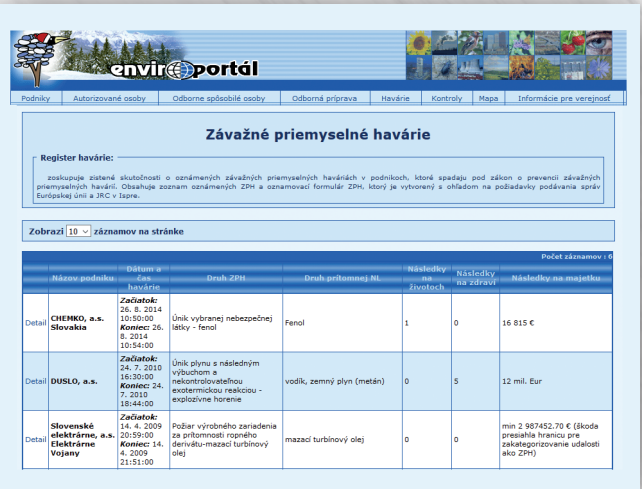 enviroportál
Podniky Autorizované osoby Odborne spôsobilé osoby Odborná príprava Havárie Kontroly Mapa Informácie pre verejnosť
Závažné priemyselné havárie
Register havárie:
zoskupuje zistené skutočnosti o oznámených závažných priemyselných haváriách v podnikoch, ktoré spadaju pod zákon o prevencii závažných
priemyselných havárií. Obsahuje zoznam oznámených ZPH a oznamovací formulár ZPH, ktorý je vytvorený s ohľadom na požiadavky podávania správ
Európskej únii a JRC v Ispre.
Zobrazi 10 záznamov na stránke
Počet záznamov : 6
Názov podniku Dátum a čas havárie Druh ZPH Druh prítomnej NL Následky na životoch Následky na zdraví Následky na majetku
Detail CHEMKO, a.s. Slovakia Začiatok: 26. 8. 2014 10:50:00 Koniec: 26. 8. 2014 10:54:00 Únik vybranej nebezpečnej látky - fenol Fenol 1 0 16 815 €
Detail DUSLO, a.s. Začiatok: 24. 7. 2010 16:30:00 Koniec: 24. 7. 2010 18:44:00 Únik plynu s následným výbuchom a nekontrolovateľnou exotermickou reakciou - explozívne horenie vodík, zemný plyn (metán) 0 5 12 mil. Eur
Detail Slovenské elektrárne, a.s. Elektrárne Vojany Začiatok: 14. 4. 2009 20:59:00 Koniec: 14. 4. 2009 21:51:00 Požiar výrobného zariadenia za prítomnosti ropného derivátu-mazací turbínový olej mazací turbínový olej 0 0 min 2 987452.70 € (škoda presiahla hranicu pre zakategorizovanie udalosti ako ZPH)